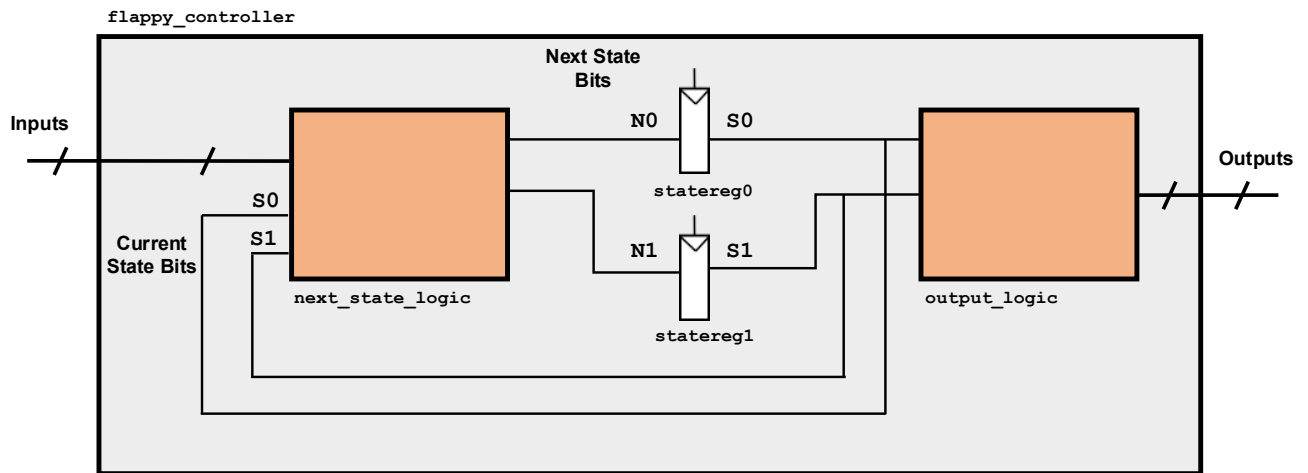 flappy_controller
Next State
Bits
Inputs
N0
S0
Outputs
statereg0
S0
S1
Current
State Bits
N1
S1
next_state_logic
output_logic
statereg1